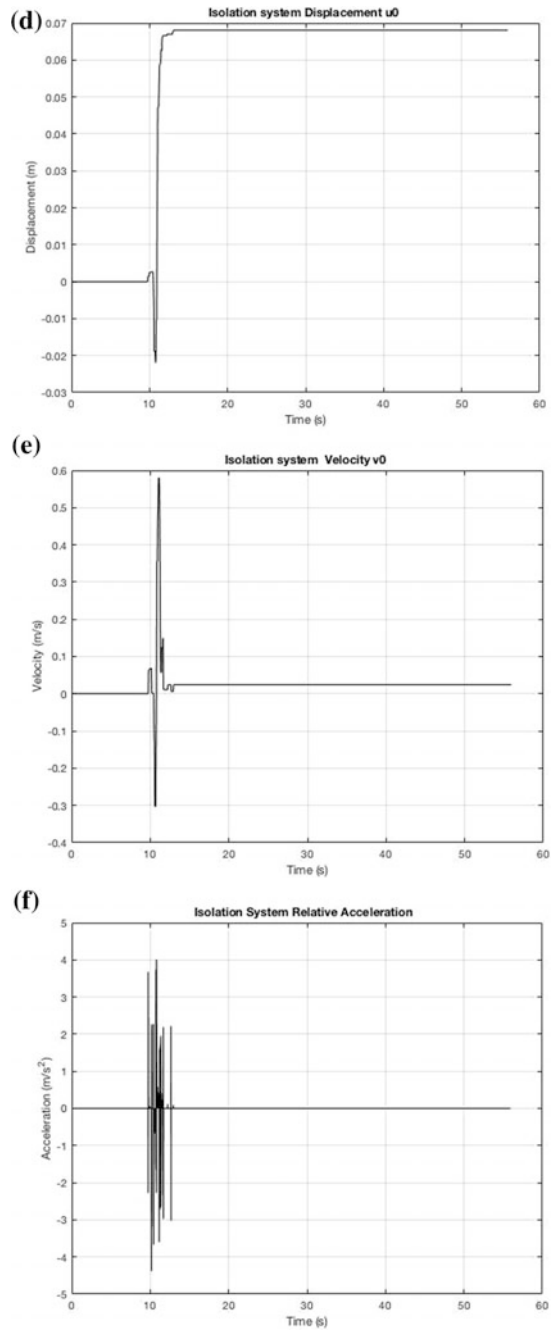 (d)
Isolation system Displacement u0
0.07
0.06
0.05
0.04
0.03
0.02
0.01
0
-0.01
-0.02
-0.03
Displacement (m)
0 10 20 30 40 50 60
Time (s)
(e)
Isolation system Velocity v0
0.6
0.5
0.4
0.3
0.2
0.1
0
-0.1
-0.2
-0.3
-0.4
Velocity (m/s)
0 10 20 30 40 50 60
Time (s)
(f)
Isolation System Relative Acceleration
5
4
3
2
1
0
-1
-2
-3
-4
-5
Acceleration (m/s²)
0 10 20 30 40 50 60
Time (s)